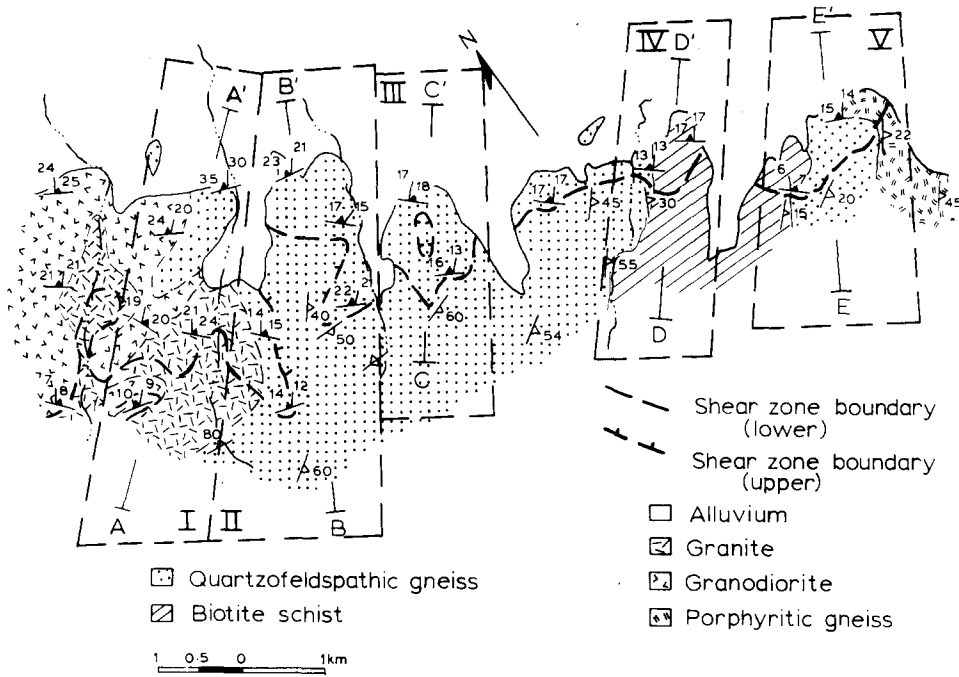 E'
IV D' V
N
A' B' III C'
14
15
17 17
21
23
22
24
25
30
35
13 13
17 18
17 17
6
7
20
24
17 15
45
30
20
15
45
16 13
21
21
55
19
22 21
20
21 24
14
15
40
50
60
54
E
D
C
9
10
8
14 12
80
60
A I II B
Shear zone boundary
(lower)
Shear zone boundary
(upper)
Alluvium
Granite
Granodiorite
Porphyritic gneiss
Quartzofeldspathic gneiss
Biotite schist
1 0·5 0 1km